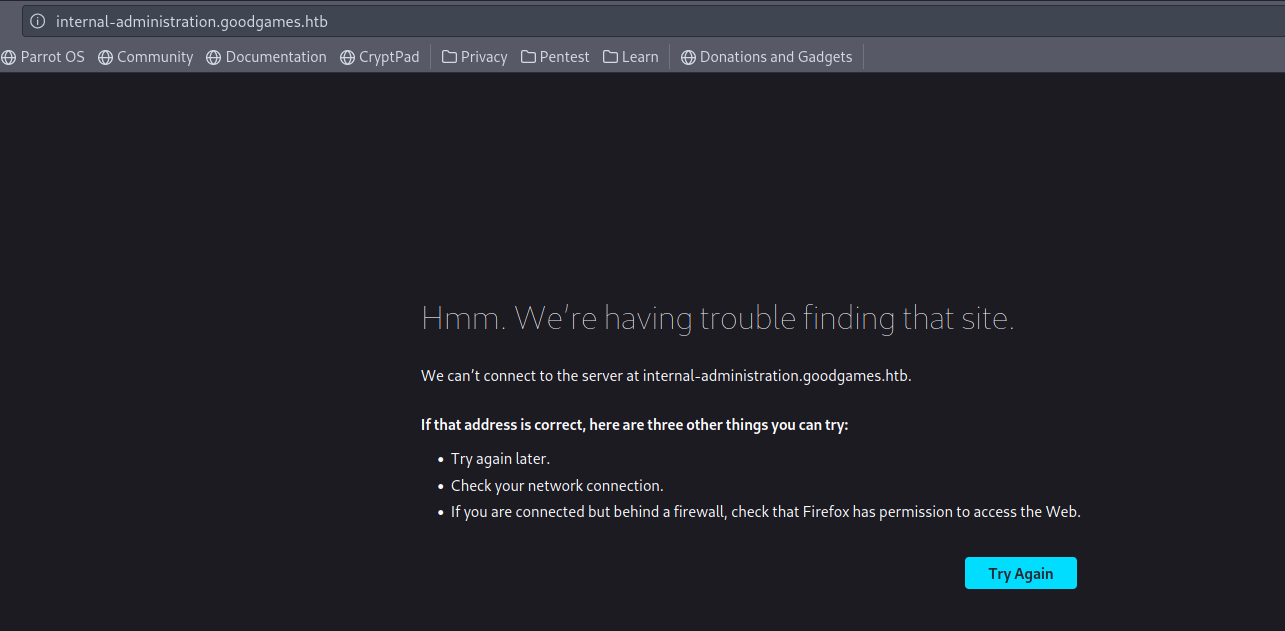 internal-administration.goodgames.htb
Parrot OS Community Documentation CryptPad Privacy Pentest Learn Donations and Gadgets
Hmm. We’re having trouble finding that site.
We can’t connect to the server at internal-administration.goodgames.htb.
If that address is correct, here are three other things you can try:
• Try again later.
• Check your network connection.
• If you are connected but behind a firewall, check that Firefox has permission to access the Web.
Try Again